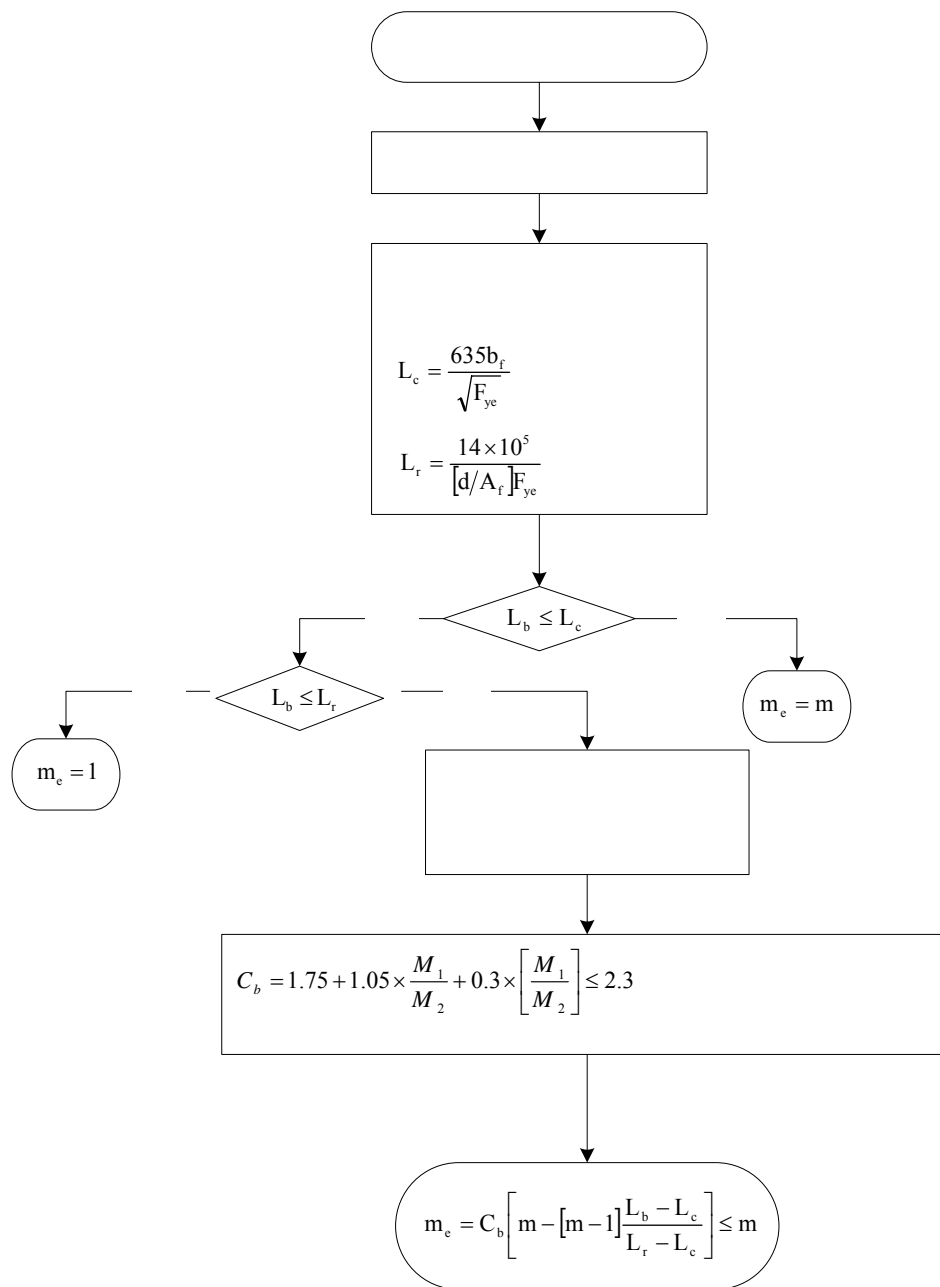 L_c = 635b_f / √F_ye
L_r = 14 × 10^5 / [d/A_f]F_ye
L_b ≤ L_c
L_b ≤ L_r
m_e = m
m_e = 1
C_b = 1.75 + 1.05 × M_1/M_2 + 0.3 × [M_1/M_2] ≤ 2.3
m_e = C_b [m − [m − 1] L_b − L_c / L_r − L_c] ≤ m